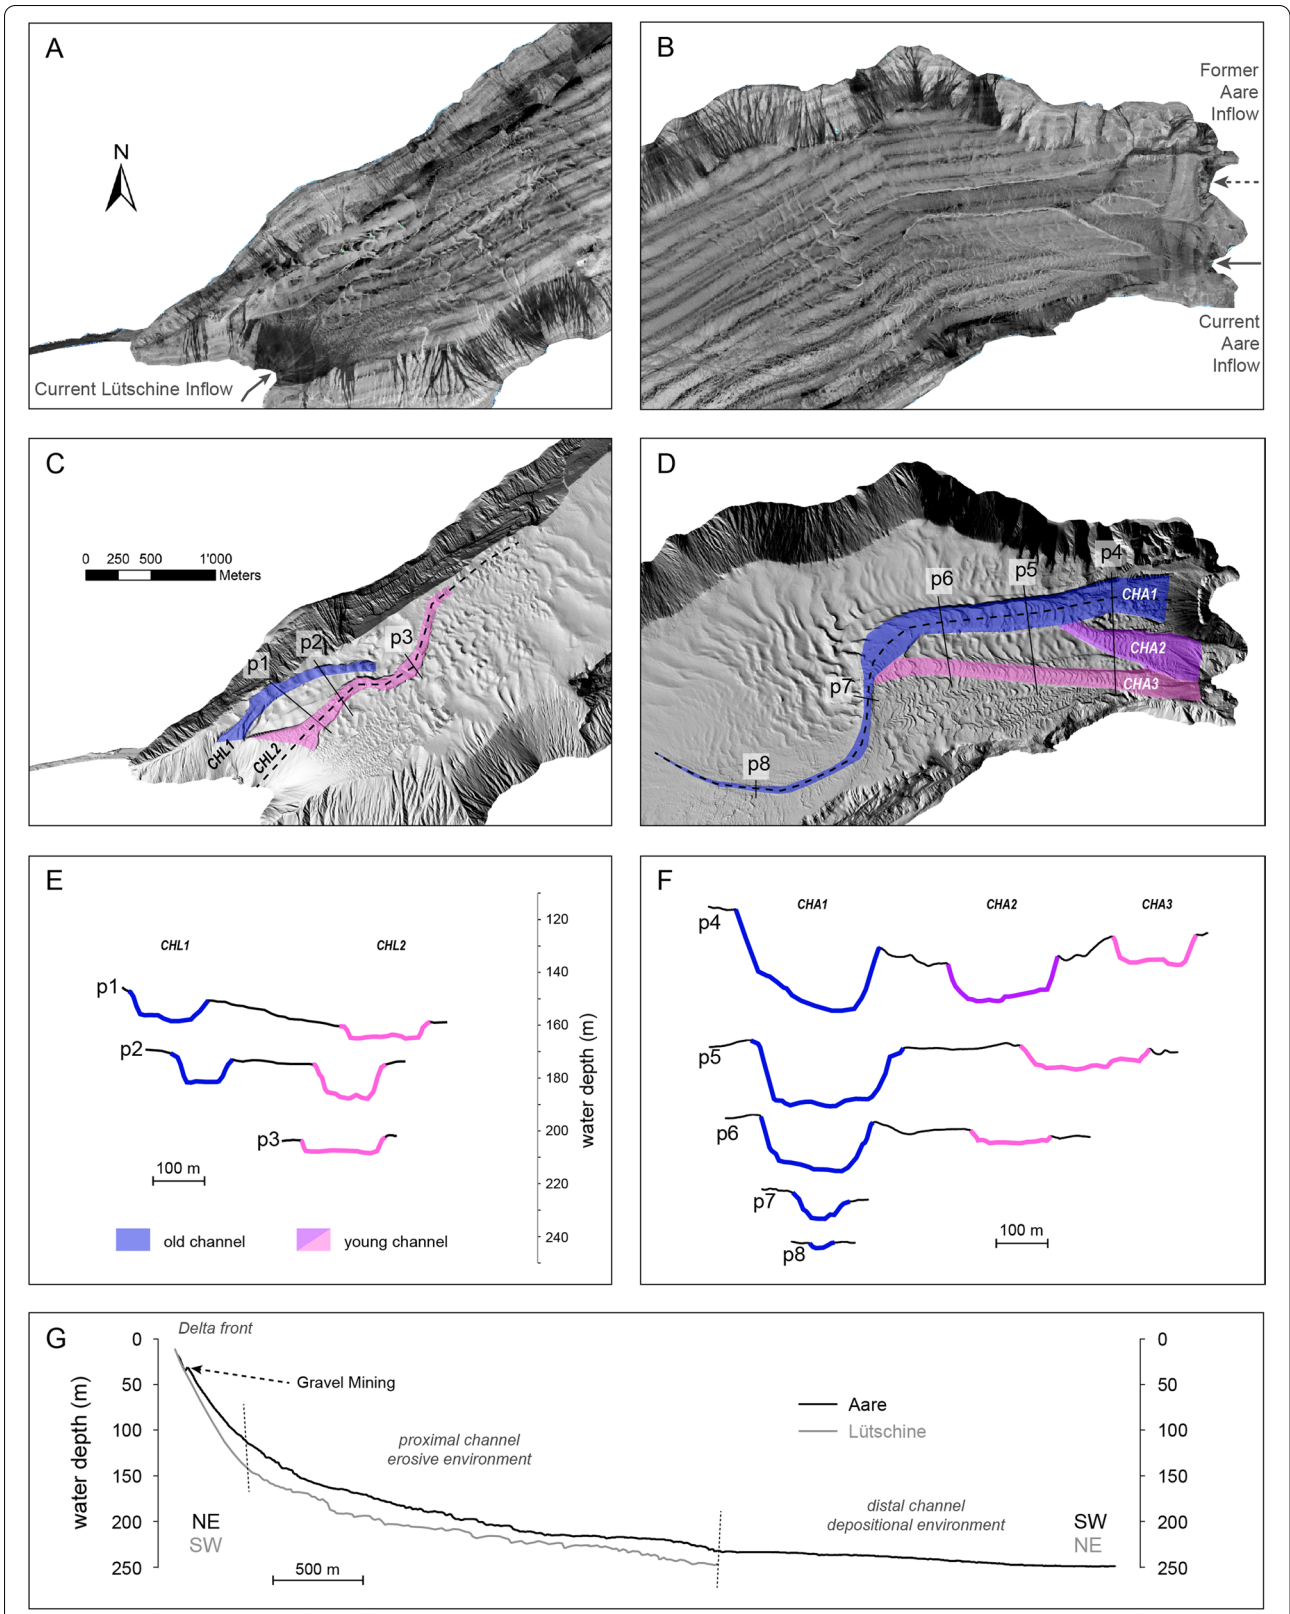 A
N
Current Lütschine Inflow
B
Former
Aare
Inflow
Current
Aare
Inflow
C
0 250 500 1'000
Meters
p1
p2
p3
CHL1
CHL2
D
p4
p5
p6
p7
p8
CHA1
CHA2
CHA3
E
CHL1
CHL2
p1
p2
p3
100 m
old channel
young channel
120
140
160
180
200
220
240
water depth (m)
F
CHA1
CHA2
CHA3
p4
p5
p6
p7
p8
100 m
G
Delta front
Gravel Mining
proximal channel
erosive environment
distal channel
depositional environment
Aare
Lütschine
0
50
100
150
200
250
water depth (m)
NE
SW
500 m
SW
NE
0
50
100
150
200
250